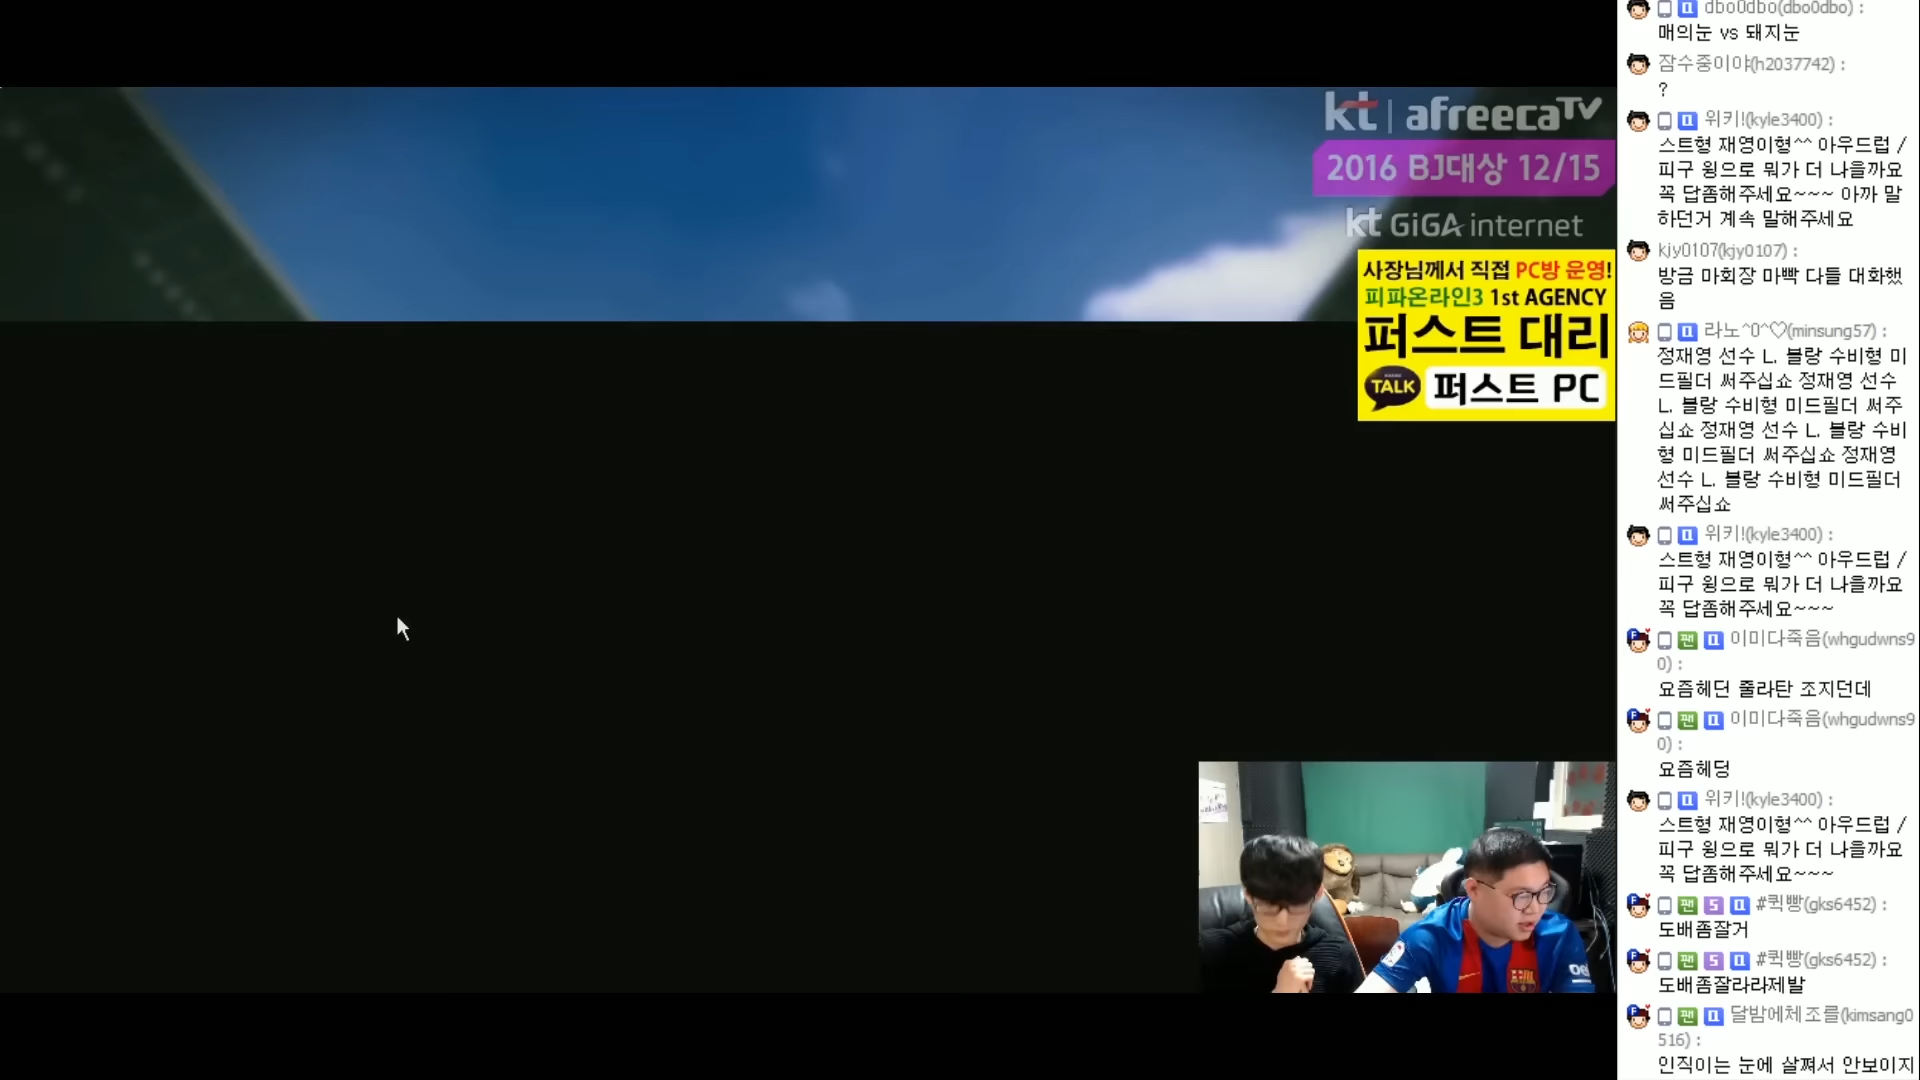 kt | afreecaTV
2016 BJ대상 12/15
kt GiGA internet
사장님께서 직접 PC방 운영!
피파온라인3 1st AGENCY
퍼스트 대리
TALK 퍼스트 PC
dbo0dbo(dbo0dbo) :
매의눈 vs 돼지눈
잠수중이야(h2037742) :
?
위키!(kyle3400) :
스트형 재영이형^^ 아우드럽 /
피구 윙으로 뭐가 더 나을까요
꼭 답좀해주세요~~~ 아까 말
하던거 계속 말해주세요
kjy0107(kjy0107) :
방금 마회장 마빡 다들 대화했
음
라노^0^♡(minsung57) :
정재영 선수 L. 블랑 수비형 미
드필더 써주십쇼 정재영 선수
L. 블랑 수비형 미드필더 써주
십쇼 정재영 선수 L. 블랑 수비
형 미드필더 써주십쇼 정재영
선수 L. 블랑 수비형 미드필더
써주십쇼
위키!(kyle3400) :
스트형 재영이형^^ 아우드럽 /
피구 윙으로 뭐가 더 나을까요
꼭 답좀해주세요~~~
팬 이미다죽음(whgudwns9
0) :
요즘헤던 줄라탄 조지던데
팬 이미다죽음(whgudwns9
0) :
요즘헤덩
위키!(kyle3400) :
스트형 재영이형^^ 아우드럽 /
피구 윙으로 뭐가 더 나을까요
꼭 답좀해주세요~~~
팬 S #퀵빵(gks6452) :
도배좀잘거
팬 S #퀵빵(gks6452) :
도배좀잘라라제발
팬 달밤에체조를(kimsang0
516) :
인직이는 눈에 살쪄서 안보이지